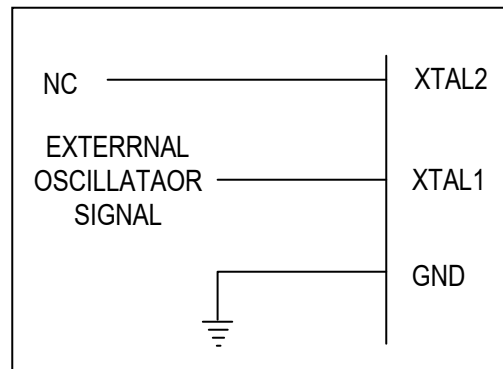 NC
XTAL2
EXTERRNAL
OSCILLATAOR
SIGNAL
XTAL1
GND